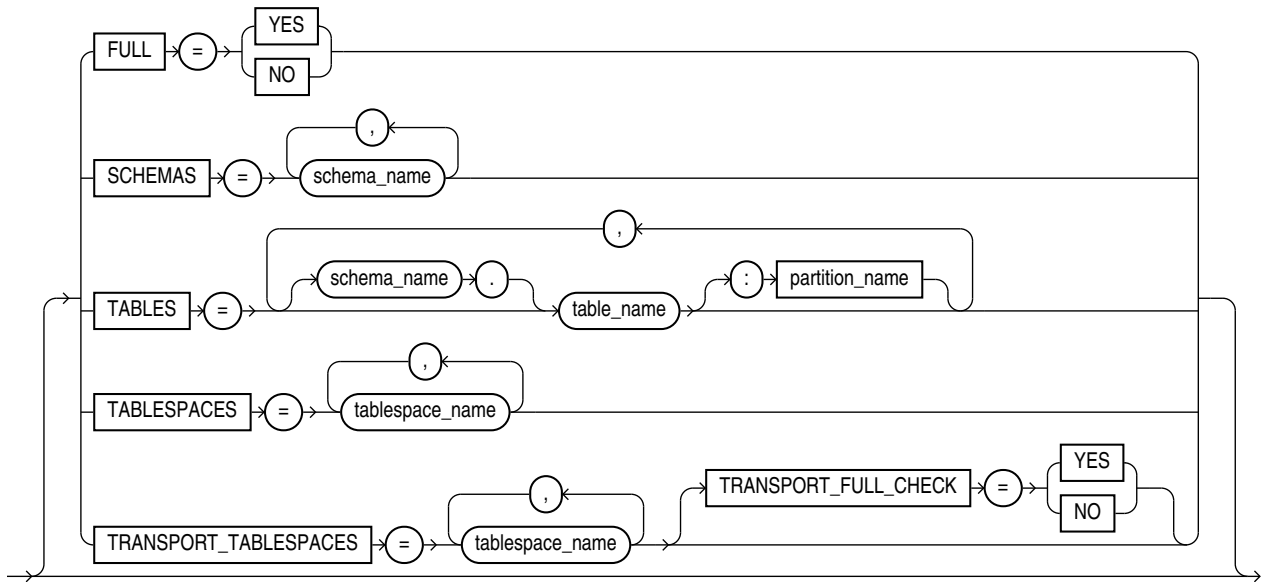 YES
FULL =
NO
,
SCHEMAS = schema_name
,
schema_name . : partition_name
TABLES = table_name
,
TABLESPACES = tablespace_name
YES
, TRANSPORT_FULL_CHECK =
NO
TRANSPORT_TABLESPACES = tablespace_name